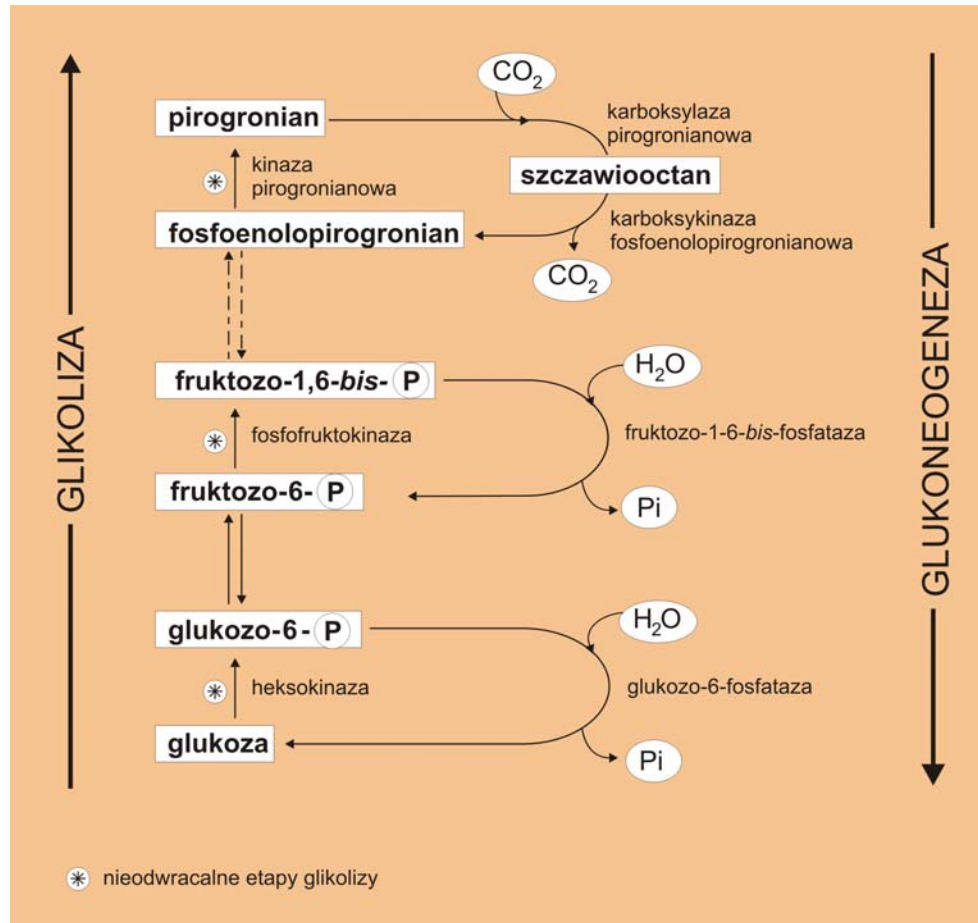 CO₂
pirogronian
karboksylaza
pirogronianowa
kinaza
pirogronianowa
szczawiooctan
fosfoenolopirogronian
karboksykinaza
fosfoenolopirogronianowa
CO₂
GLIKOLIZA
GLUKONEOGENEZA
fruktozo-1,6-bis- P
H₂O
fosfofruktokinaza
fruktozo-1-6-bis-fosfataza
fruktozo-6- P
Pi
glukozo-6- P
H₂O
heksokinaza
glukozo-6-fosfataza
glukoza
Pi
nieodwracalne etapy glikolizy